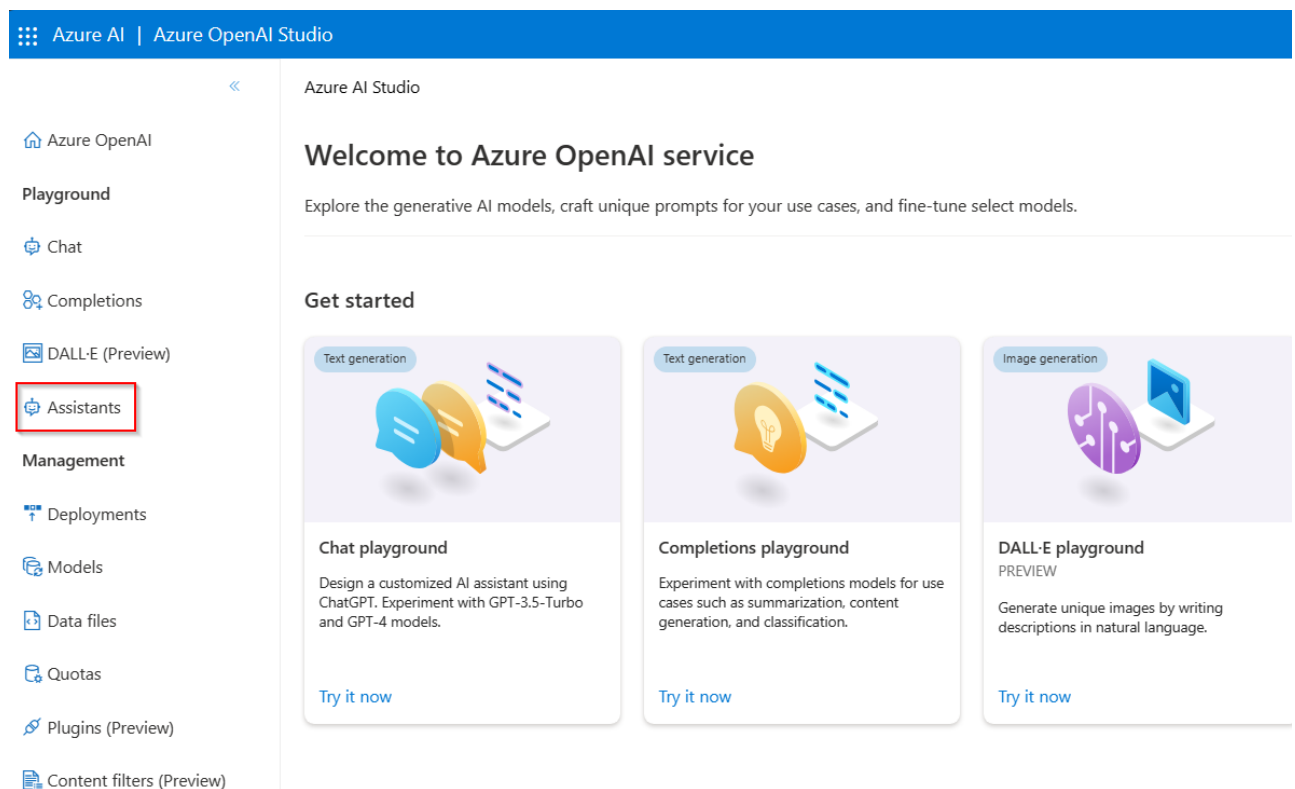 Azure AI | Azure OpenAI Studio
Azure AI Studio
Azure OpenAI
Playground
Chat
Completions
DALL·E (Preview)
Assistants
Management
Deployments
Models
Data files
Quotas
Plugins (Preview)
Content filters (Preview)
Welcome to Azure OpenAI service
Explore the generative AI models, craft unique prompts for your use cases, and fine-tune select models.
Get started
Text generation
Chat playground
Design a customized AI assistant using
ChatGPT. Experiment with GPT-3.5-Turbo
and GPT-4 models.
Try it now
Text generation
Completions playground
Experiment with completions models for use
cases such as summarization, content
generation, and classification.
Try it now
Image generation
DALL·E playground
PREVIEW
Generate unique images by writing
descriptions in natural language.
Try it now